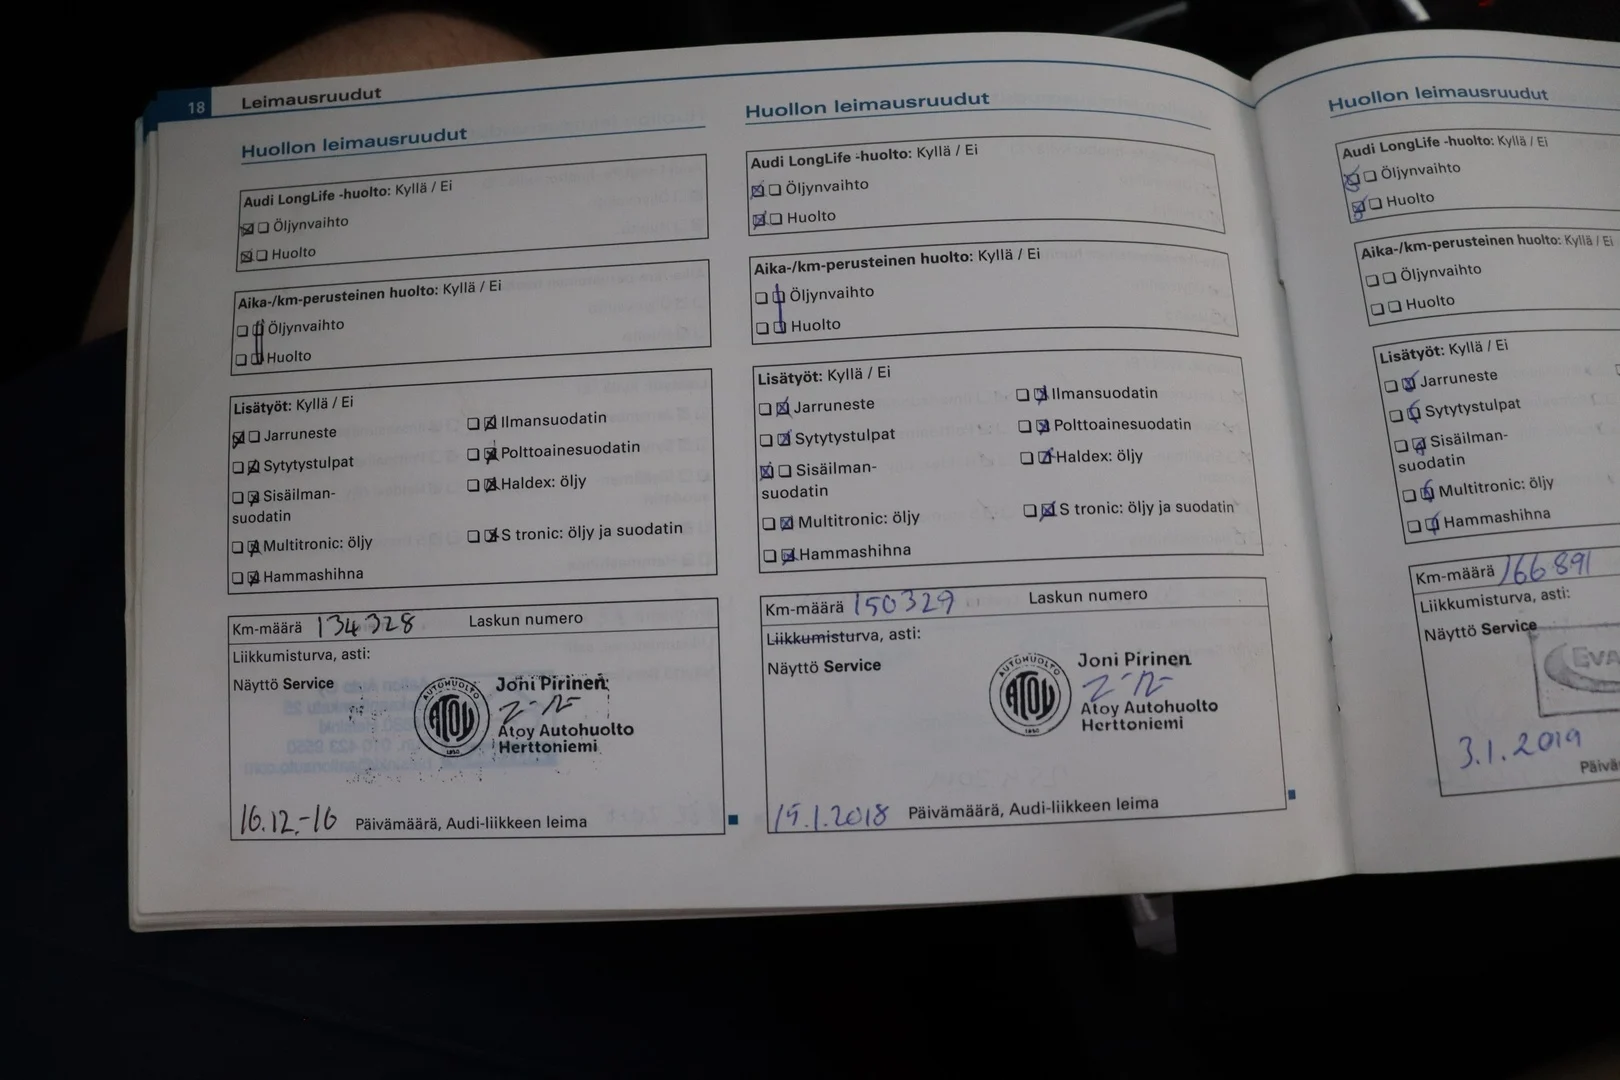 18 Leimausruudut
Huollon leimausruudut
Audi LongLife -huolto: Kyllä / Ei
Öljynvaihto
Huolto
Aika-/km-perusteinen huolto: Kyllä / Ei
Öljynvaihto
Huolto
Lisätyöt: Kyllä / Ei
Jarruneste
Ilmansuodatin
Sytytystulpat
Polttoainesuodatin
Sisäilman-
suodatin
Haldex: öljy
Multitronic: öljy
S tronic: öljy ja suodatin
Hammashihna
Km-määrä 134328 Laskun numero
Liikkumisturva, asti:
Näyttö Service
AUTOHUOLTO
ATOY
Joni Pirinen
Atoy Autohuolto
Herttoniemi
16.12.-16 Päivämäärä, Audi-liikkeen leima
Huollon leimausruudut
Audi LongLife -huolto: Kyllä / Ei
Öljynvaihto
Huolto
Aika-/km-perusteinen huolto: Kyllä / Ei
Öljynvaihto
Huolto
Lisätyöt: Kyllä / Ei
Jarruneste
Ilmansuodatin
Sytytystulpat
Polttoainesuodatin
Sisäilman-
suodatin
Haldex: öljy
Multitronic: öljy
S tronic: öljy ja suodatin
Hammashihna
Km-määrä 150329 Laskun numero
Liikkumisturva, asti:
Näyttö Service
AUTOHUOLTO
ATOY
Joni Pirinen
Atoy Autohuolto
Herttoniemi
15.1.2018 Päivämäärä, Audi-liikkeen leima
Huollon leimausruudut
Audi LongLife -huolto: Kyllä / Ei
Öljynvaihto
Huolto
Aika-/km-perusteinen huolto: Kyllä / Ei
Öljynvaihto
Huolto
Lisätyöt: Kyllä / Ei
Jarruneste
Sytytystulpat
Sisäilman-
suodatin
Multitronic: öljy
Hammashihna
Km-määrä 166891
Liikkumisturva, asti:
Näyttö Service
EVA
3.1.2019
Päivä